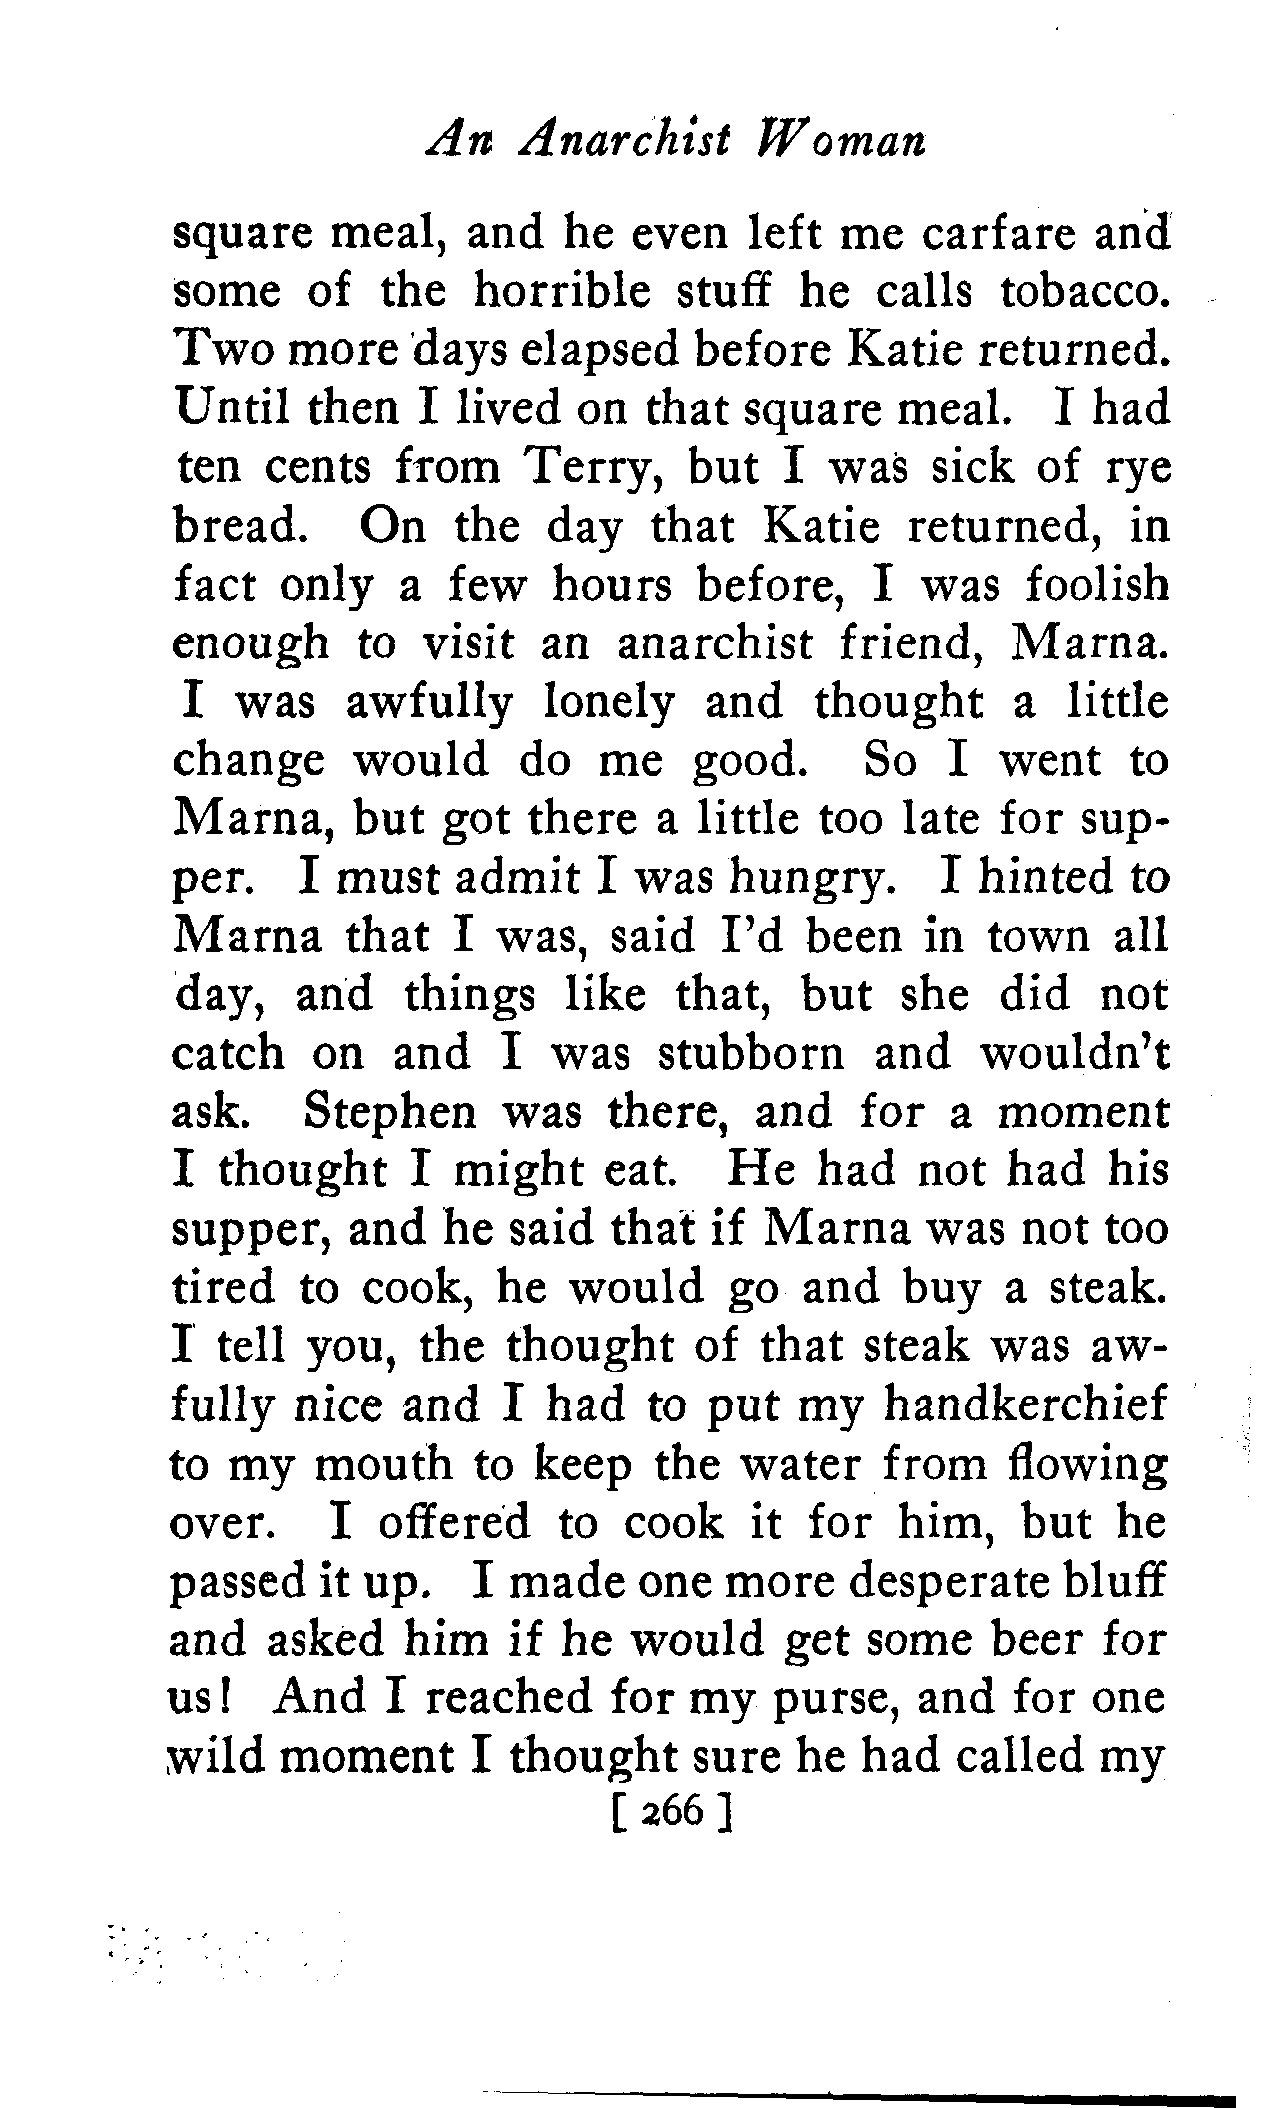 An Anarchist Woman
square meal, and he even left me carfare and
some of the horrible stuff he calls tobacco.
Two more days elapsed before Katie returned.
Until then I lived on that square meal. I had
ten cents from Terry, but I was sick of rye
bread. On the day that Katie returned, in
fact only a few hours before, I was foolish
enough to visit an anarchist friend, Marna.
I was awfully lonely and thought a little
change would do me good. So I went to
Marna, but got there a little too late for sup-
per. I must admit I was hungry. I hinted to
Marna that I was, said I'd been in town all
day, and things like that, but she did not
catch on and I was stubborn and wouldn't
ask. Stephen was there, and for a moment
I thought I might eat. He had not had his
supper, and he said that if Marna was not too
tired to cook, he would go and buy a steak.
I tell you, the thought of that steak was aw-
fully nice and I had to put my handkerchief
to my mouth to keep the water from flowing
over. I offered to cook it for him, but he
passed it up. I made one more desperate bluff
and asked him if he would get some beer for
us! And I reached for my purse, and for one
wild moment I thought sure he had called my
[ 266 ]